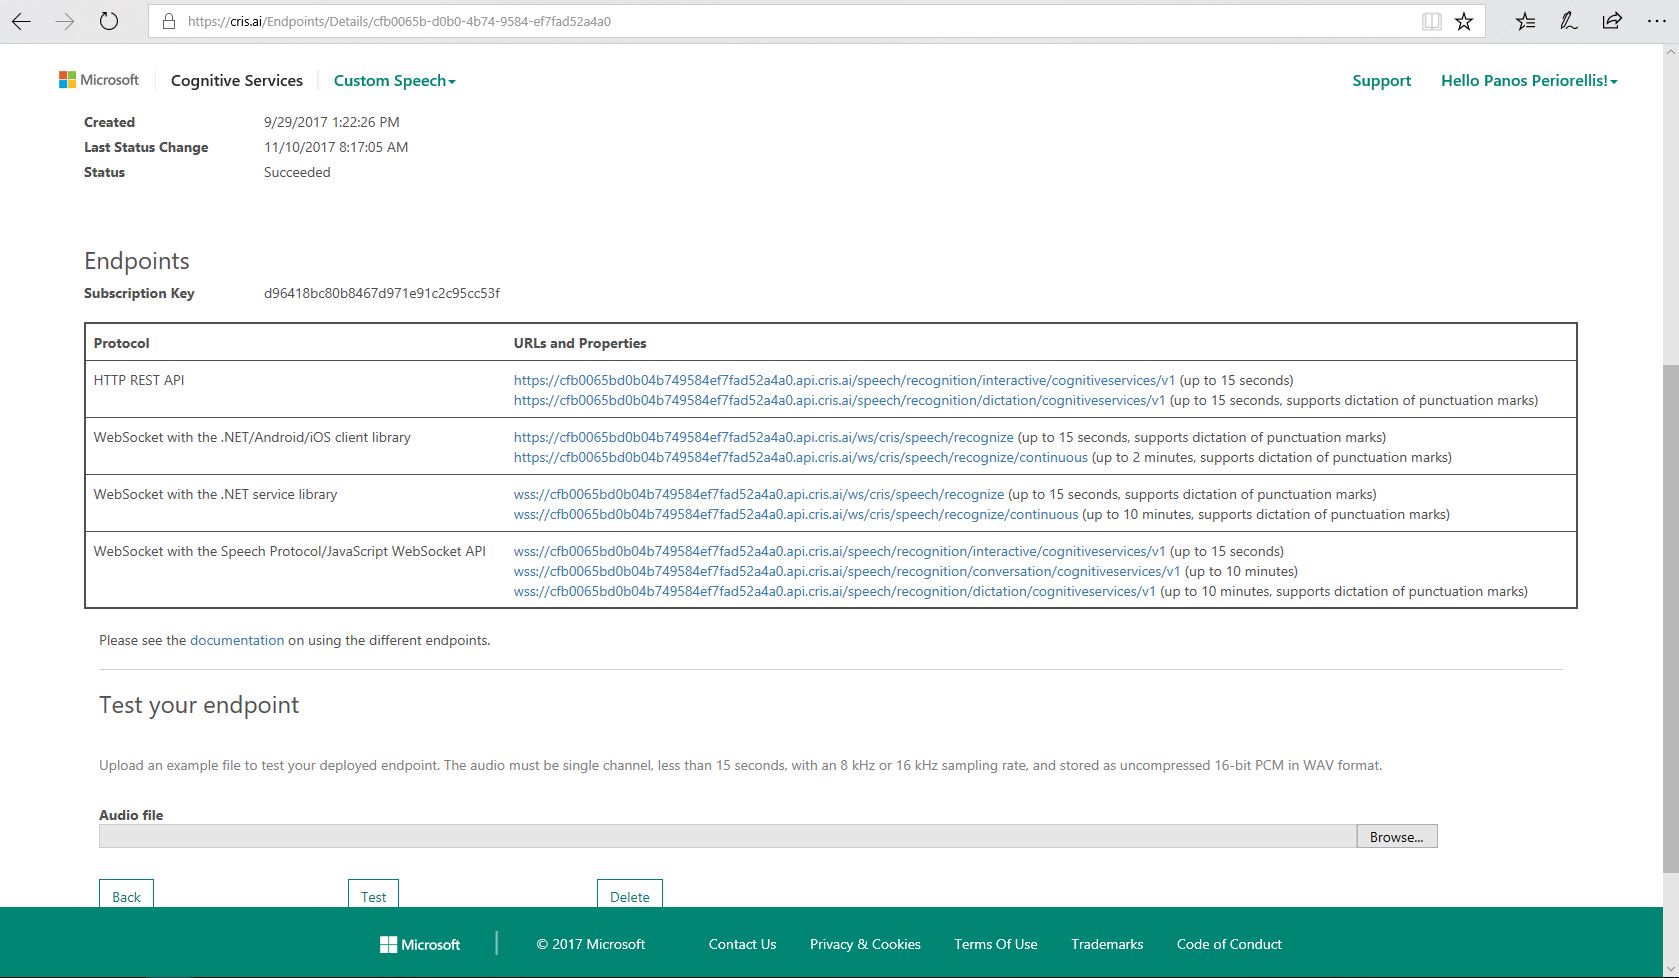 https://cris.ai/Endpoints/Details/cfb0065b-d0b0-4b74-9584-ef7fad52a4a0
Microsoft Cognitive Services Custom Speech Support Hello Panos Periorellis!
Created 9/29/2017 1:22:26 PM
Last Status Change 11/10/2017 8:17:05 AM
Status Succeeded
Endpoints
Subscription Key d96418bc80b8467d971e91c2c95cc53f
Protocol URLs and Properties
HTTP REST API https://cfb0065bd0b04b749584ef7fad52a4a0.api.cris.ai/speech/recognition/interactive/cognitiveservices/v1 (up to 15 seconds)
https://cfb0065bd0b04b749584ef7fad52a4a0.api.cris.ai/speech/recognition/dictation/cognitiveservices/v1 (up to 15 seconds, supports dictation of punctuation marks)
WebSocket with the .NET/Android/iOS client library https://cfb0065bd0b04b749584ef7fad52a4a0.api.cris.ai/ws/cris/speech/recognize (up to 15 seconds, supports dictation of punctuation marks)
https://cfb0065bd0b04b749584ef7fad52a4a0.api.cris.ai/ws/cris/speech/recognize/continuous (up to 2 minutes, supports dictation of punctuation marks)
WebSocket with the .NET service library wss://cfb0065bd0b04b749584ef7fad52a4a0.api.cris.ai/ws/cris/speech/recognize (up to 15 seconds, supports dictation of punctuation marks)
wss://cfb0065bd0b04b749584ef7fad52a4a0.api.cris.ai/ws/cris/speech/recognize/continuous (up to 10 minutes, supports dictation of punctuation marks)
WebSocket with the Speech Protocol/JavaScript WebSocket API wss://cfb0065bd0b04b749584ef7fad52a4a0.api.cris.ai/speech/recognition/interactive/cognitiveservices/v1 (up to 15 seconds)
wss://cfb0065bd0b04b749584ef7fad52a4a0.api.cris.ai/speech/recognition/conversation/cognitiveservices/v1 (up to 10 minutes)
wss://cfb0065bd0b04b749584ef7fad52a4a0.api.cris.ai/speech/recognition/dictation/cognitiveservices/v1 (up to 10 minutes, supports dictation of punctuation marks)
Please see the documentation on using the different endpoints.
Test your endpoint
Upload an example file to test your deployed endpoint. The audio must be single channel, less than 15 seconds, with an 8 kHz or 16 kHz sampling rate, and stored as uncompressed 16-bit PCM in WAV format.
Audio file
Browse...
Back Test Delete
Microsoft © 2017 Microsoft Contact Us Privacy & Cookies Terms Of Use Trademarks Code of Conduct